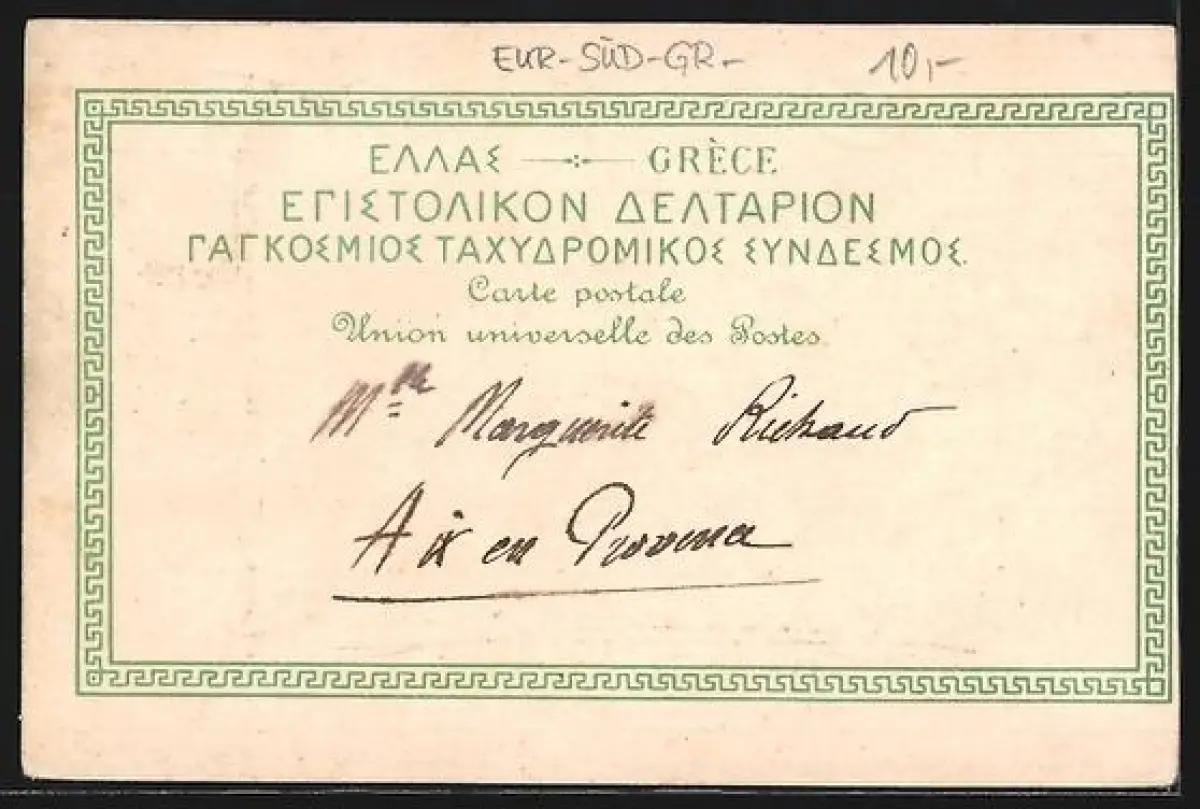 EUR-SÜD-GR.- 10,-
ΕΛΛΑΣ GRÈCE
ΕΠΙΣΤΟΛΙΚΟΝ ΔΕΛΤΑΡΙΟΝ
ΠΑΓΚΟΣΜΙΟΣ ΤΑΧΥΔΡΟΜΙΚΟΣ ΣΥΝΔΕΣΜΟΣ.
Carte postale
Union universelle des Postes
Mlle Marguerite Richaud
Aix en Provence